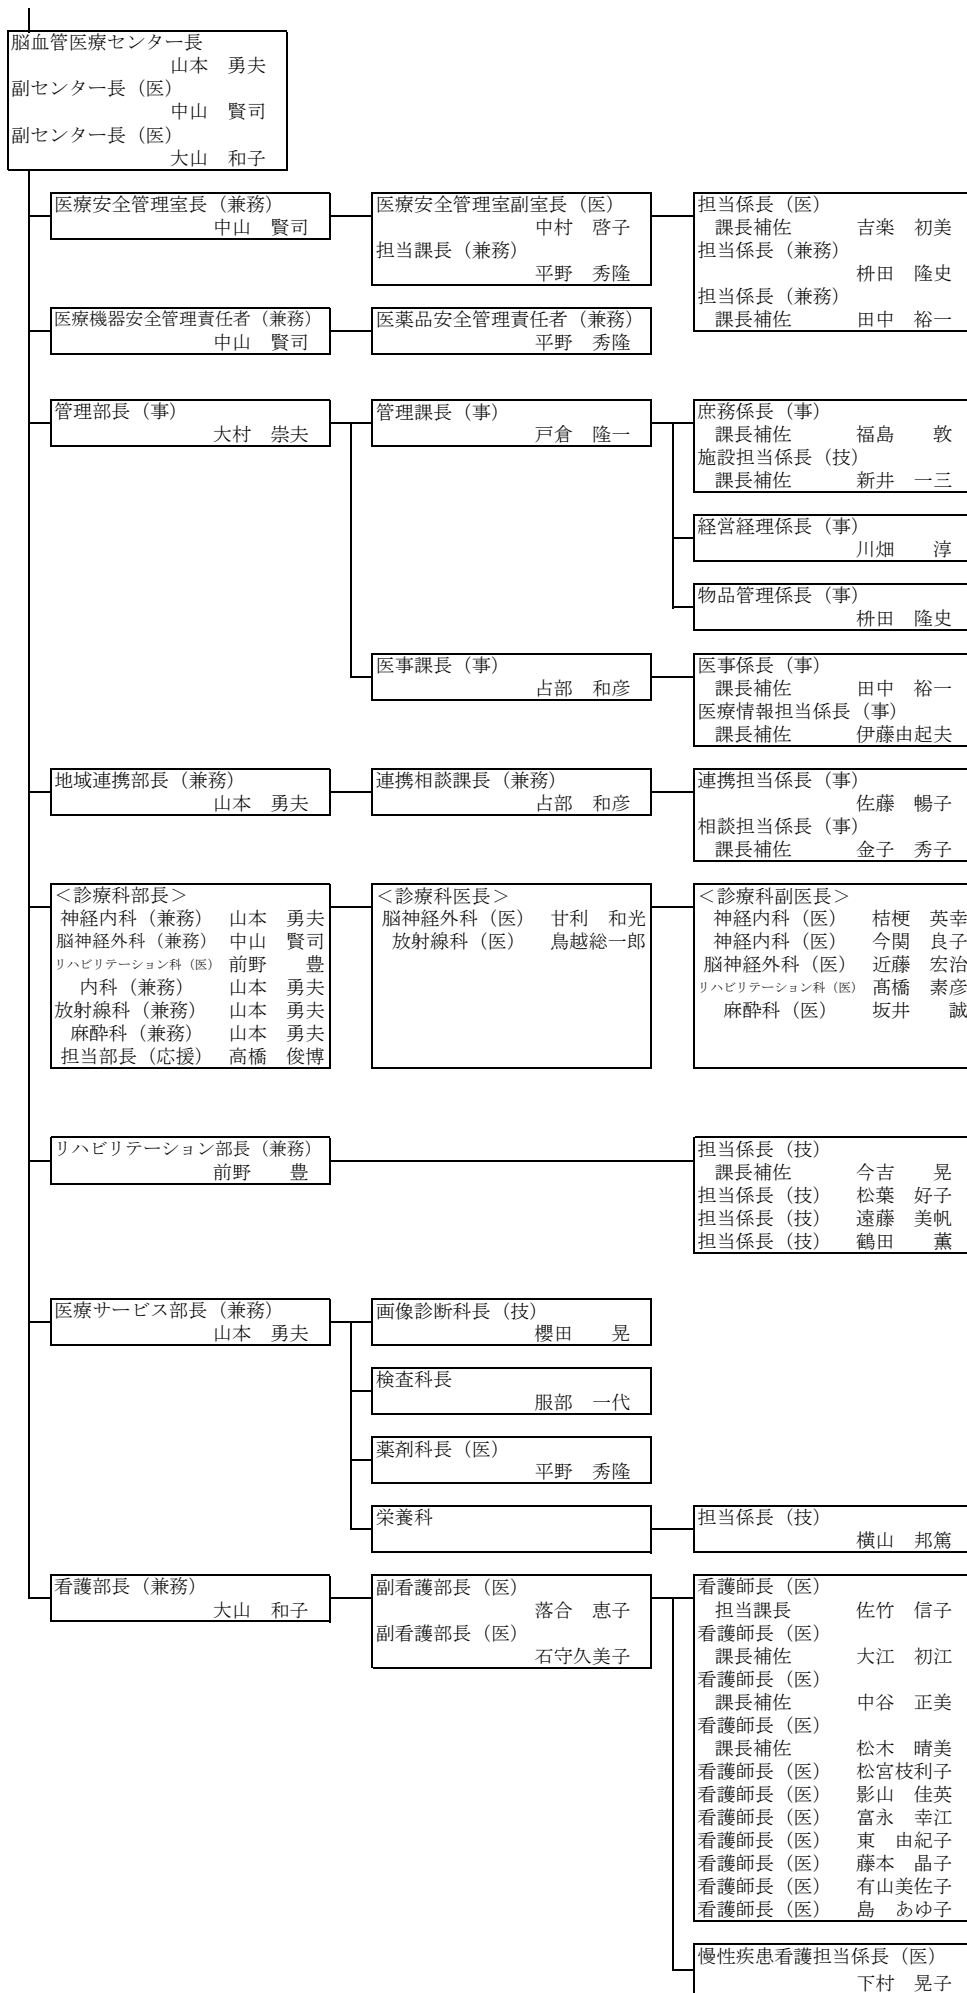 脳血管医療センター長
山本　勇夫
副センター長（医）
中山　賢司
副センター長（医）
大山　和子
医療安全管理室長（兼務）
中山　賢司
医療安全管理室副室長（医）
中村　啓子
担当課長（兼務）
平野　秀隆
担当係長（医）
課長補佐　吉楽　初美
担当係長（兼務）
枡田　隆史
担当係長（兼務）
課長補佐　田中　裕一
医療機器安全管理責任者（兼務）
中山　賢司
医薬品安全管理責任者（兼務）
平野　秀隆
管理部長（事）
大村　崇夫
管理課長（事）
戸倉　隆一
庶務係長（事）
課長補佐　福島　敦
施設担当係長（技）
課長補佐　新井　一三
経営経理係長（事）
川畑　淳
物品管理係長（事）
枡田　隆史
医事課長（事）
占部　和彦
医事係長（事）
課長補佐　田中　裕一
医療情報担当係長（事）
課長補佐　伊藤由起夫
地域連携部長（兼務）
山本　勇夫
連携相談課長（兼務）
占部　和彦
連携担当係長（事）
佐藤　暢子
相談担当係長（事）
課長補佐　金子　秀子
＜診療科部長＞
神経内科（兼務）　山本　勇夫
脳神経外科（兼務）　中山　賢司
リハビリテーション科（医）　前野　豊
内科（兼務）　山本　勇夫
放射線科（兼務）　山本　勇夫
麻酔科（兼務）　山本　勇夫
担当部長（応援）　高橋　俊博
＜診療科医長＞
脳神経外科（医）　甘利　和光
放射線科（医）　鳥越総一郎
＜診療科副医長＞
神経内科（医）　桔梗　英幸
神経内科（医）　今関　良子
脳神経外科（医）　近藤　宏治
リハビリテーション科（医）　髙橋　素彦
麻酔科（医）　坂井　誠
リハビリテーション部長（兼務）
前野　豊
担当係長（技）
課長補佐　今吉　晃
担当係長（技）　松葉　好子
担当係長（技）　遠藤　美帆
担当係長（技）　鶴田　薫
医療サービス部長（兼務）
山本　勇夫
画像診断科長（技）
櫻田　晃
検査科長
服部　一代
薬剤科長（医）
平野　秀隆
栄養科
担当係長（技）
横山　邦篤
看護部長（兼務）
大山　和子
副看護部長（医）
落合　恵子
副看護部長（医）
石守久美子
看護師長（医）
担当課長　佐竹　信子
看護師長（医）
課長補佐　大江　初江
看護師長（医）
課長補佐　中谷　正美
看護師長（医）
課長補佐　松木　晴美
看護師長（医）　松宮枝利子
看護師長（医）　影山　佳英
看護師長（医）　富永　幸江
看護師長（医）　東　由紀子
看護師長（医）　藤本　晶子
看護師長（医）　有山美佐子
看護師長（医）　島　あゆ子
慢性疾患看護担当係長（医）
下村　晃子